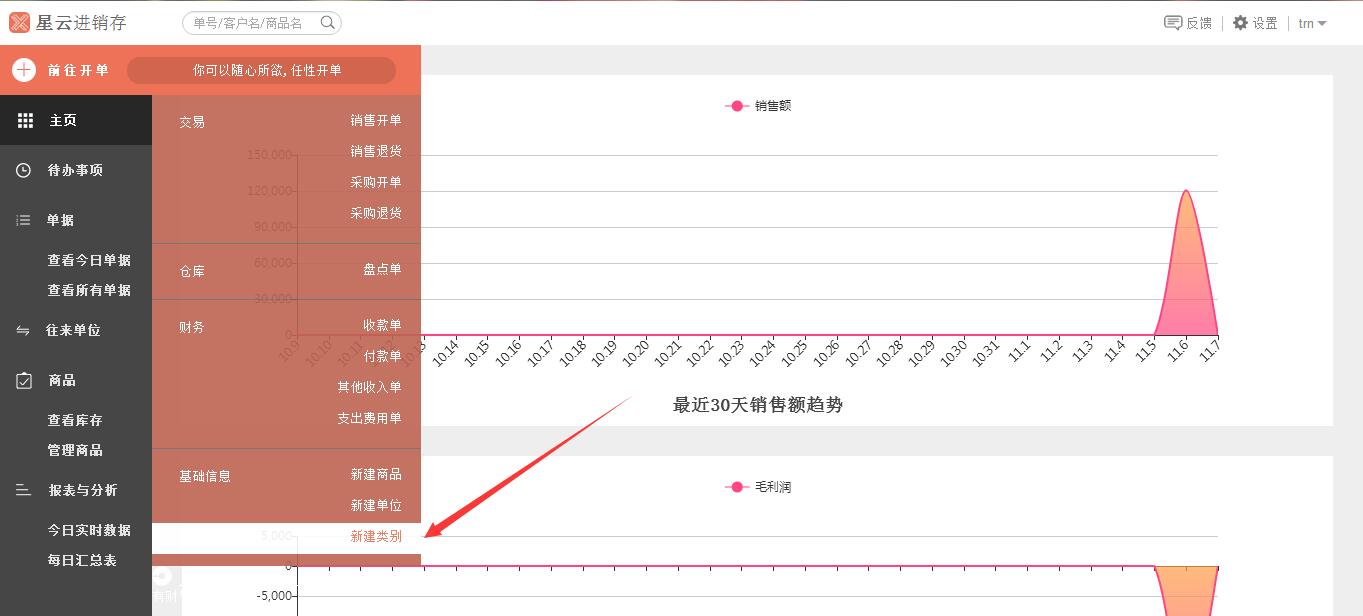 星云进销存
单号/客户名/商品名
反馈
设置
trn
前往开单
你可以随心所欲,任性开单
主页
待办事项
单据
查看今日单据
查看所有单据
往来单位
商品
查看库存
管理商品
报表与分析
今日实时数据
每日汇总表
交易
销售开单
销售退货
采购开单
采购退货
仓库
盘点单
财务
收款单
付款单
其他收入单
支出费用单
基础信息
新建商品
新建单位
新建类别
销售额
150,000
120,000
90,000
60,000
30,000
0
10.9 10.10 10.11 10.13 10.14 10.15 10.16 10.17 10.18 10.19 10.20 10.21 10.22 10.23 10.24 10.25 10.26 10.27 10.28 10.29 10.30 10.31 11.1 11.2 11.3 11.4 11.5 11.6 11.7
最近30天销售额趋势
毛利润
5,000
0
-5,000
有财